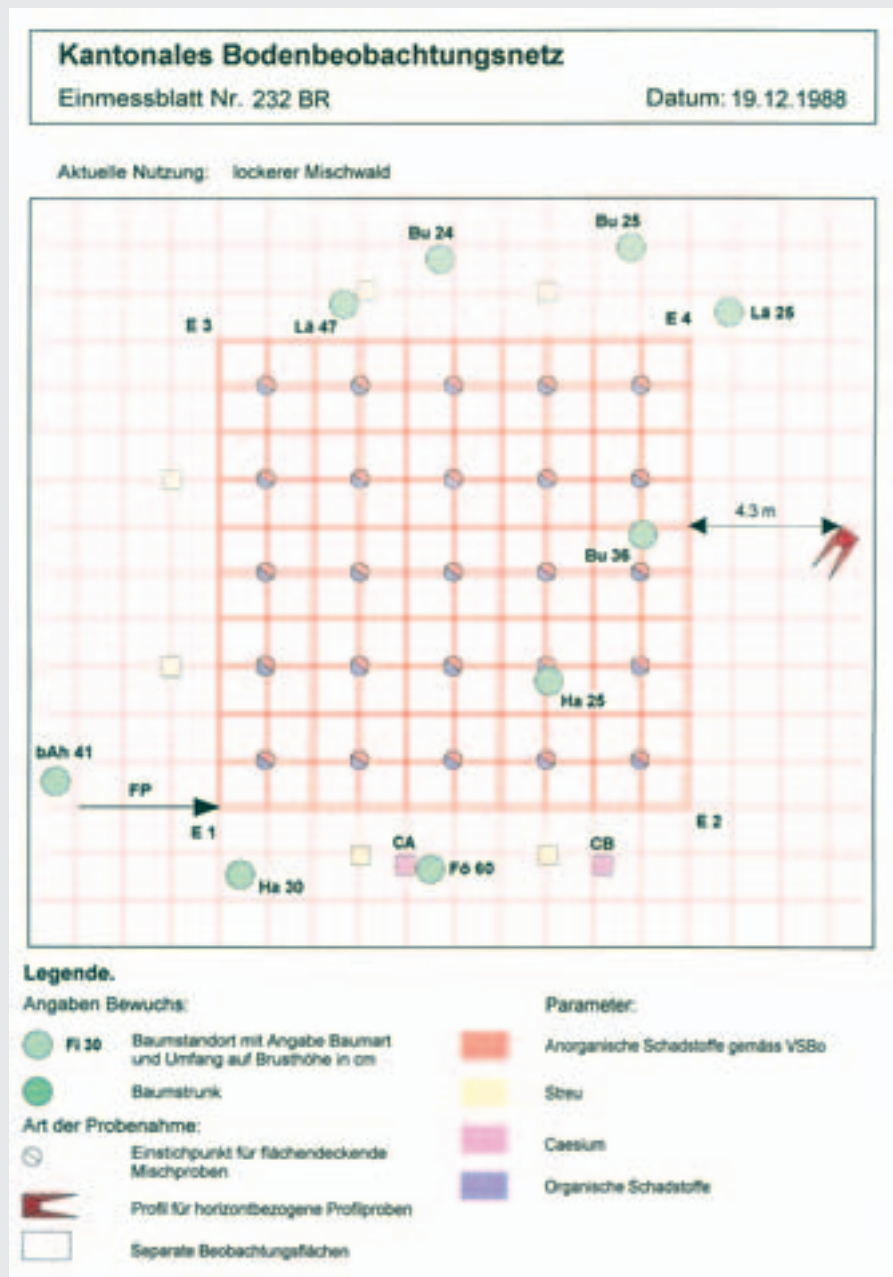 Kantonales Bodenbeobachtungsnetz
Einmessblatt Nr. 232 BR
Datum: 19.12.1988
Aktuelle Nutzung: lockerer Mischwald
Bu 24
Bu 25
E 3
Lä 47
E 4
Lä 26
4.3 m
Bu 36
Ha 25
bAh 41
FP
E 1
E 2
CA
CB
Ha 30
Fö 60
Legende.
Angaben Bewuchs:
Fi 30
Baumstandort mit Angabe Baumart
und Umfang auf Brusthöhe in cm
Baumstrunk
Art der Probenahme:
Einstichpunkt für flächendeckende
Mischproben
Profil für horizontbezogene Profilproben
Separate Beobachtungsflächen
Parameter:
Anorganische Schadstoffe gemäss VSBo
Streu
Caesium
Organische Schadstoffe